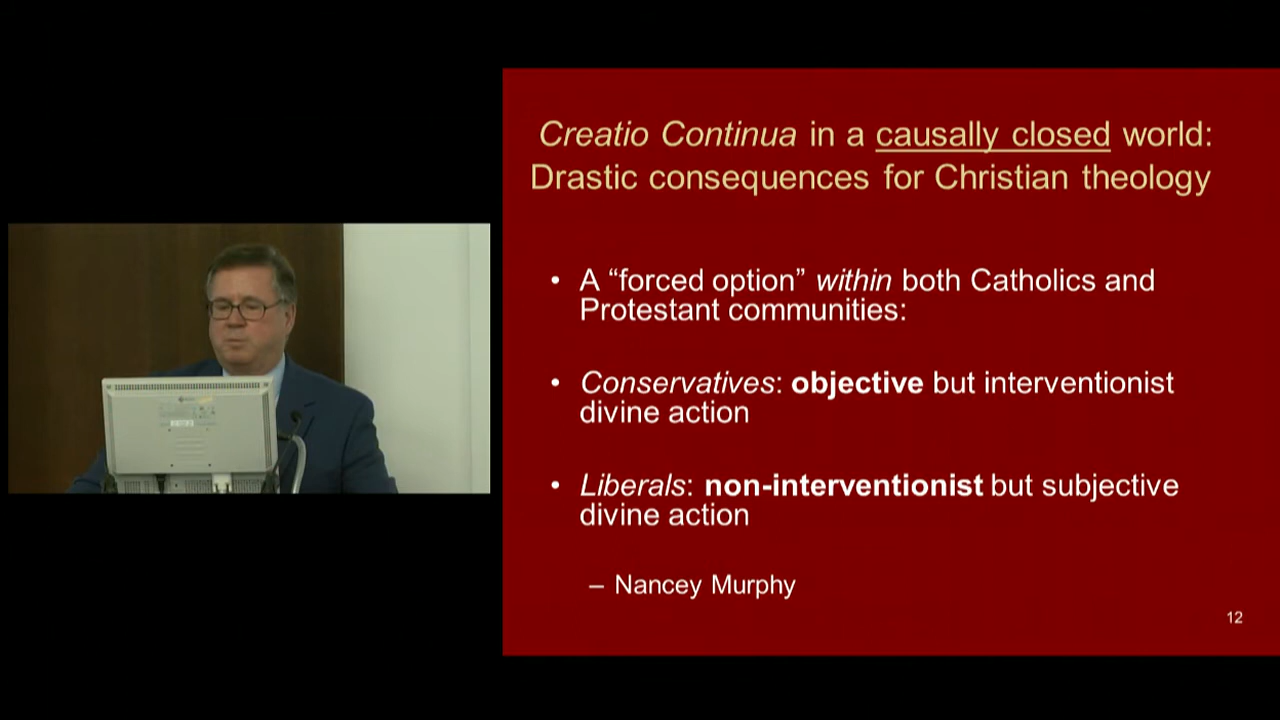 Creatio Continua in a causally closed world:
Drastic consequences for Christian theology
• A “forced option” within both Catholics and
Protestant communities:
• Conservatives: objective but interventionist
divine action
• Liberals: non-interventionist but subjective
divine action
– Nancey Murphy
12